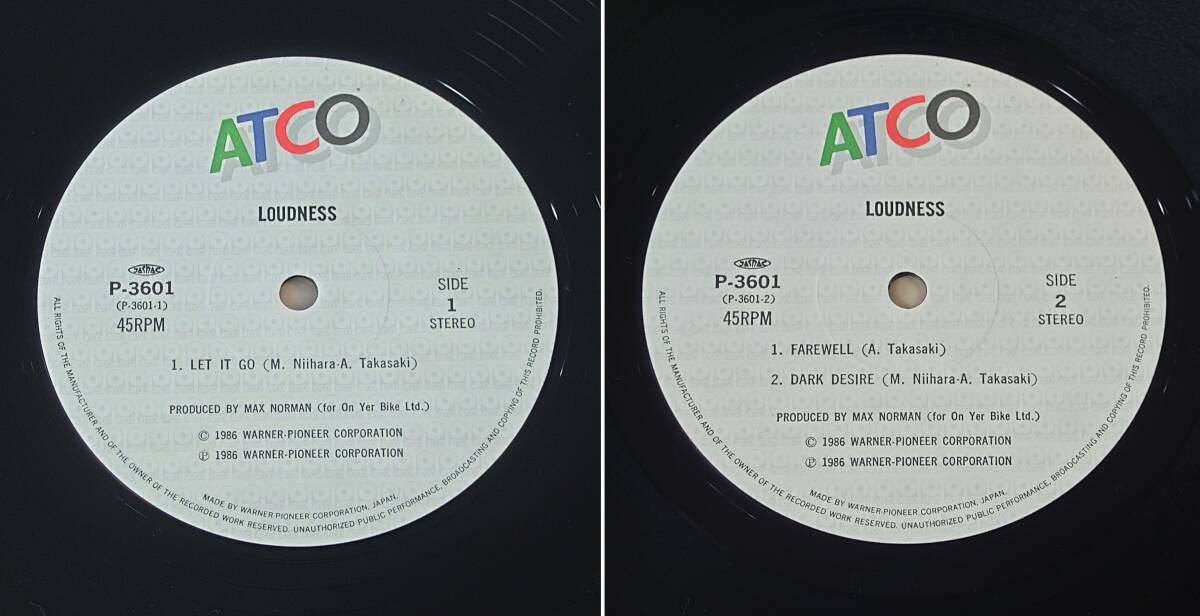 ATCO
LOUDNESS
JASRAC
P-3601
(P-3601-1)
45RPM
SIDE
1
STEREO
1. LET IT GO (M. Niihara-A. Takasaki)
PRODUCED BY MAX NORMAN (for On Yer Bike Ltd.)
© 1986 WARNER-PIONEER CORPORATION
℗ 1986 WARNER-PIONEER CORPORATION
MADE BY WARNER-PIONEER CORPORATION, JAPAN.
ALL RIGHTS OF THE MANUFACTURER AND OF THE OWNER OF THE RECORDED WORK RESERVED. UNAUTHORIZED PUBLIC PERFORMANCE, BROADCASTING AND COPYING OF THIS RECORD PROHIBITED.
ATCO
LOUDNESS
JASRAC
P-3601
(P-3601-2)
45RPM
SIDE
2
STEREO
1. FAREWELL (A. Takasaki)
2. DARK DESIRE (M. Niihara-A. Takasaki)
PRODUCED BY MAX NORMAN (for On Yer Bike Ltd.)
© 1986 WARNER-PIONEER CORPORATION
℗ 1986 WARNER-PIONEER CORPORATION
MADE BY WARNER-PIONEER CORPORATION, JAPAN.
ALL RIGHTS OF THE MANUFACTURER AND OF THE OWNER OF THE RECORDED WORK RESERVED. UNAUTHORIZED PUBLIC PERFORMANCE, BROADCASTING AND COPYING OF THIS RECORD PROHIBITED.